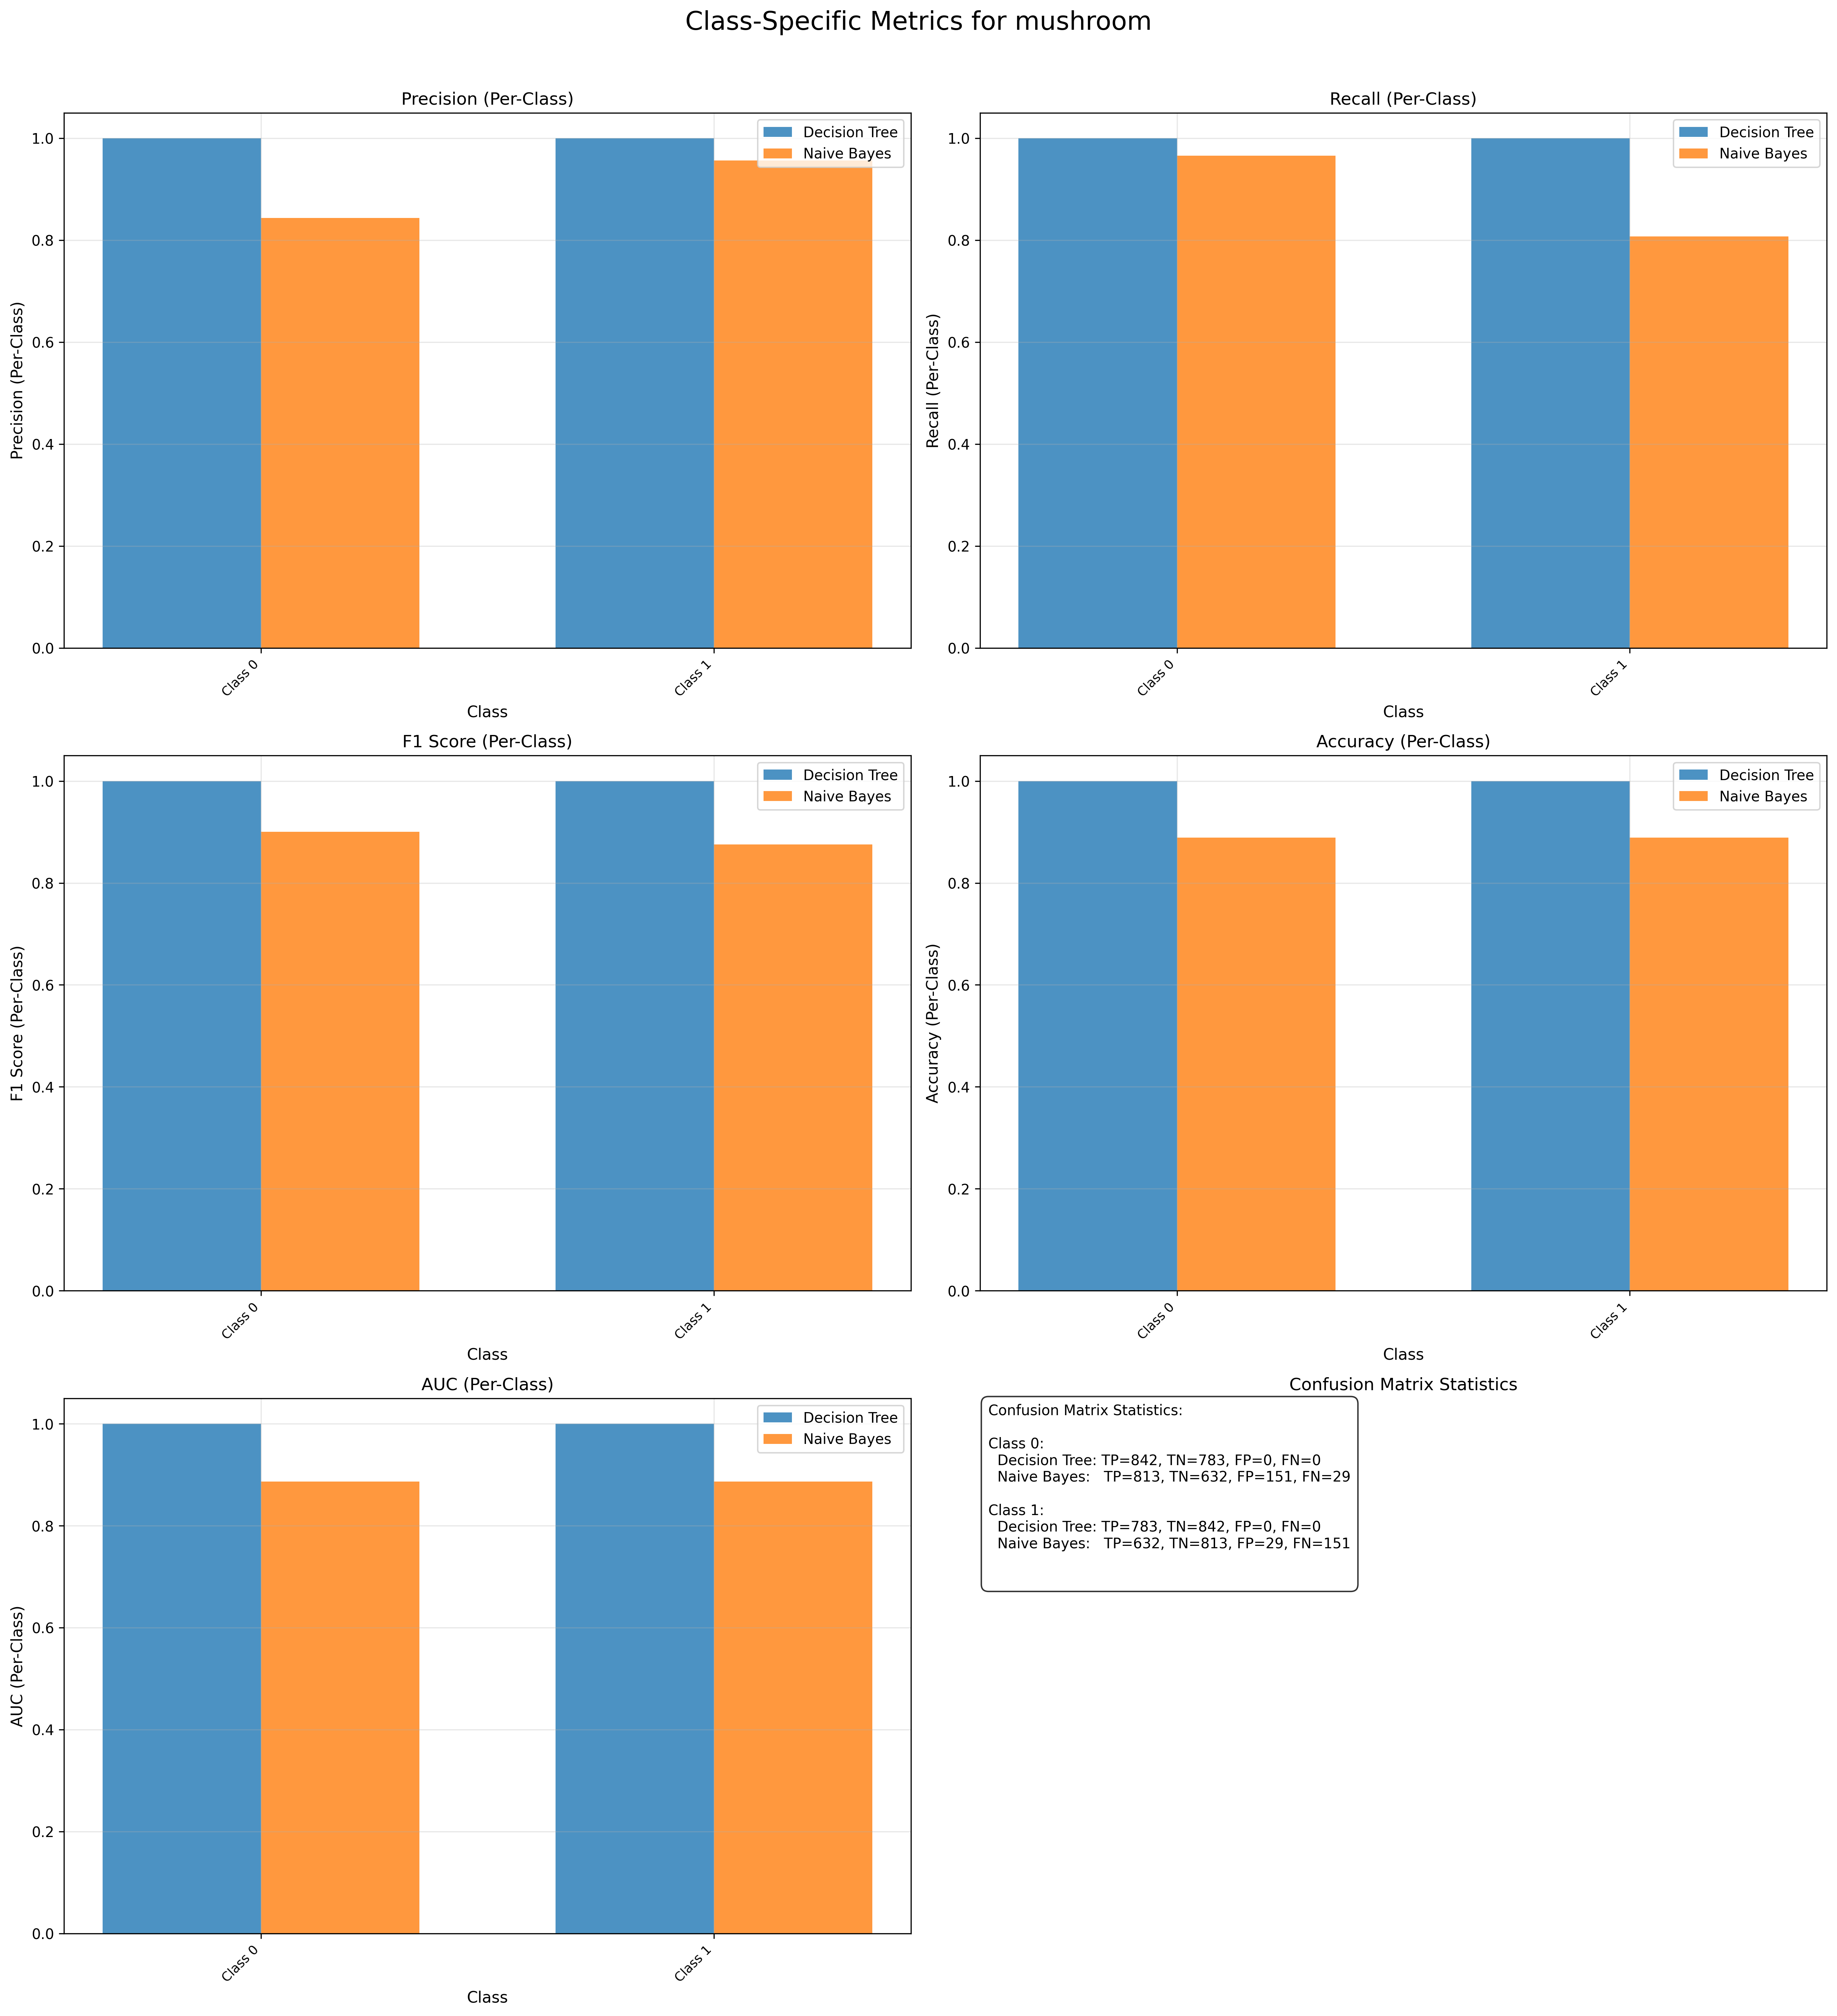 Class-Specific Metrics for mushroom
Precision (Per-Class)
Precision (Per-Class)
1.0
0.8
0.6
0.4
0.2
0.0
Decision Tree
Naive Bayes
Class 0
Class 1
Class
Recall (Per-Class)
Recall (Per-Class)
1.0
0.8
0.6
0.4
0.2
0.0
Decision Tree
Naive Bayes
Class 0
Class 1
Class
F1 Score (Per-Class)
F1 Score (Per-Class)
1.0
0.8
0.6
0.4
0.2
0.0
Decision Tree
Naive Bayes
Class 0
Class 1
Class
Accuracy (Per-Class)
Accuracy (Per-Class)
1.0
0.8
0.6
0.4
0.2
0.0
Decision Tree
Naive Bayes
Class 0
Class 1
Class
AUC (Per-Class)
AUC (Per-Class)
1.0
0.8
0.6
0.4
0.2
0.0
Decision Tree
Naive Bayes
Class 0
Class 1
Class
Confusion Matrix Statistics
Confusion Matrix Statistics:
Class 0:
Decision Tree: TP=842, TN=783, FP=0, FN=0
Naive Bayes: TP=813, TN=632, FP=151, FN=29
Class 1:
Decision Tree: TP=783, TN=842, FP=0, FN=0
Naive Bayes: TP=632, TN=813, FP=29, FN=151